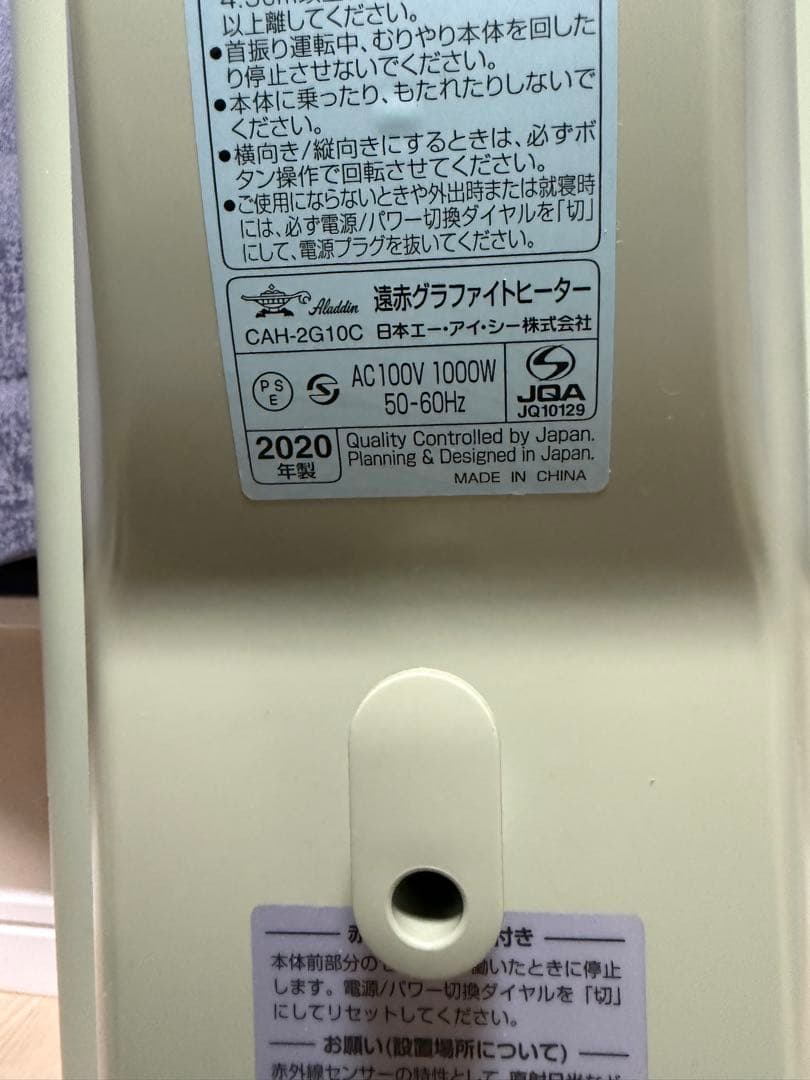 以上離してください。
●首振り運転中、むりやり本体を回した
り停止させないでください。
●本体に乗ったり、もたれたりしないで
ください。
●横向き/縦向きにするときは、必ずボ
タン操作で回転させてください。
●ご使用にならないときや外出時または就寝時
には、必ず電源/パワー切換ダイヤルを「切」
にして、電源プラグを抜いてください。
Aladdin 遠赤グラファイトヒーター
CAH-2G10C 日本エー・アイ・シー株式会社
PSE AC100V 1000W
50-60Hz
JQA
JQ10129
2020
年製
Quality Controlled by Japan.
Planning & Designed in Japan.
MADE IN CHINA
付き
本体前部分の 働いたときに停止
します。電源/パワー切換ダイヤルを「切」
にしてリセットしてください。
お願い(設置場所について)
赤外線センサーの特性として、直射日光など